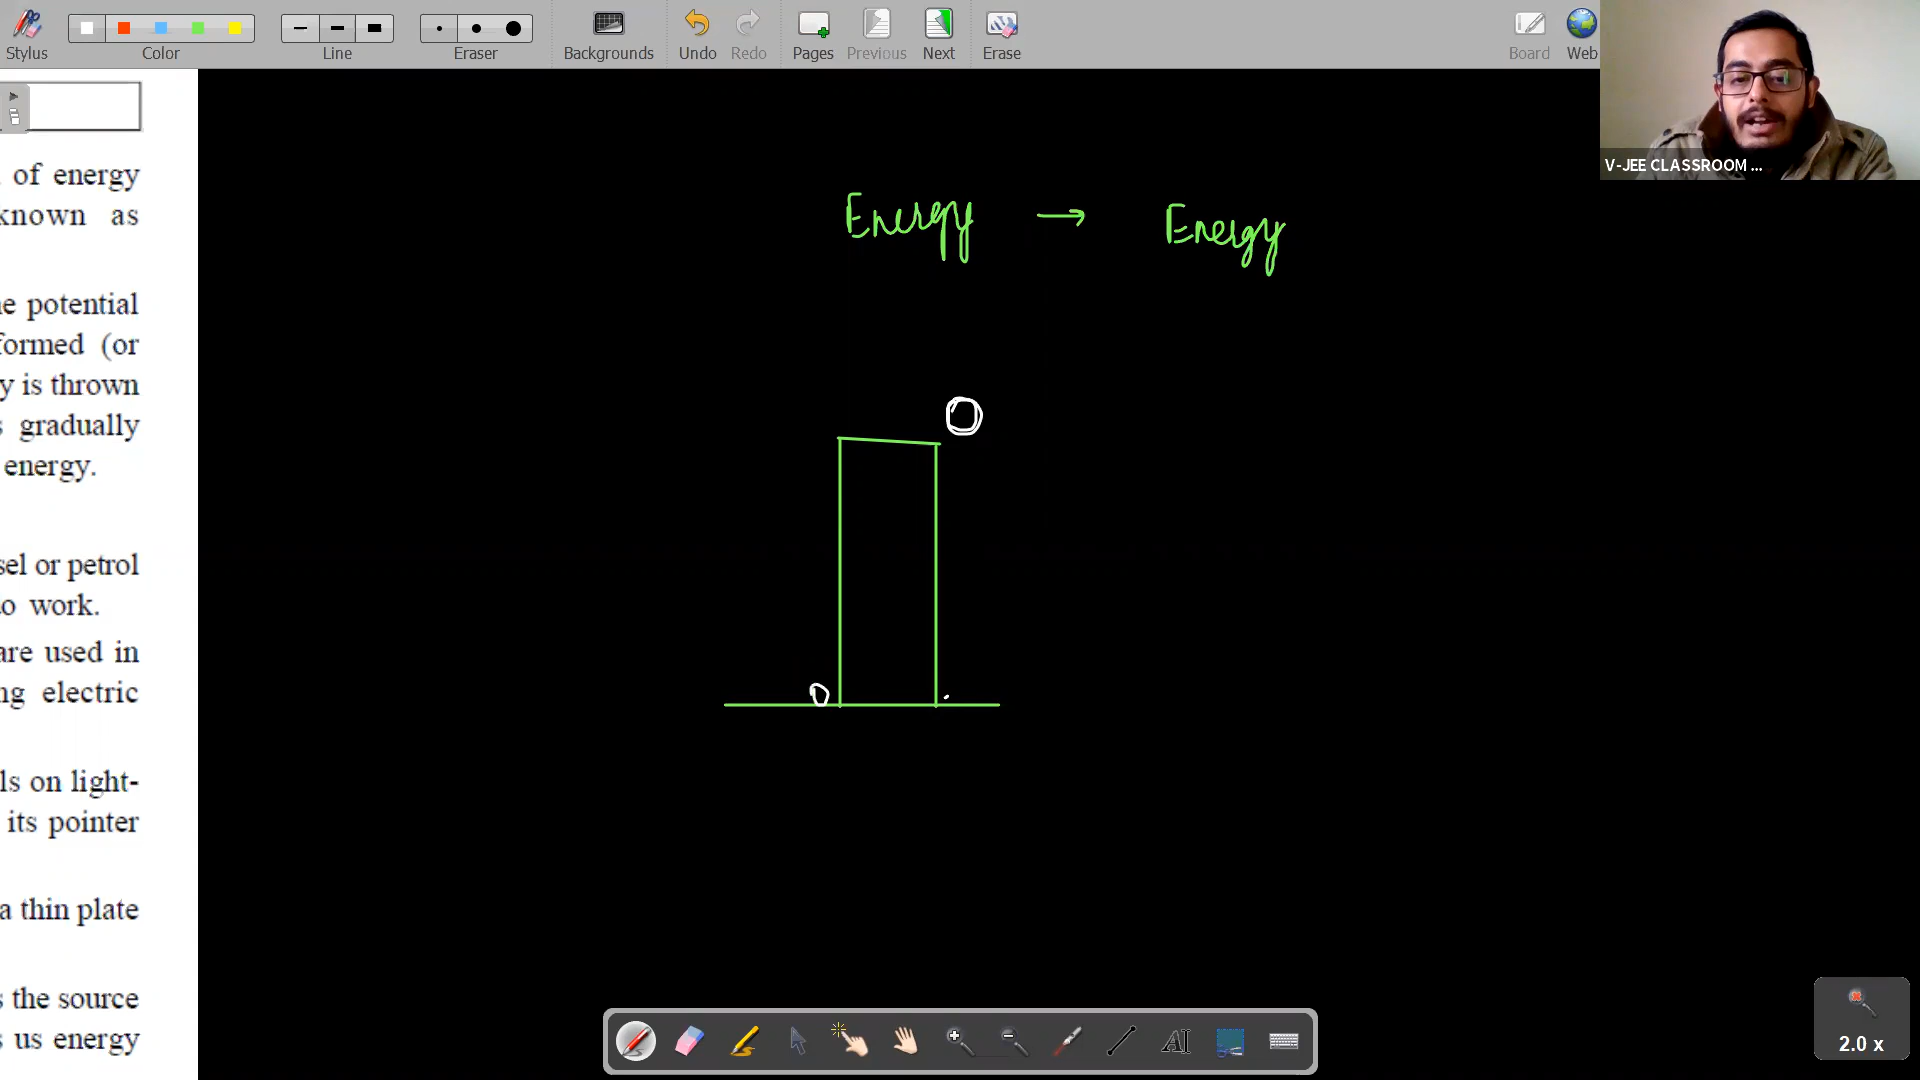 Stylus
Color
Line
Eraser
Backgrounds
Undo
Redo
Pages
Previous
Next
Erase
Board
Web
V-JEE CLASSROOM ...
of energy
known as
potential
formed (or
y is thrown
s gradually
energy.
sel or petrol
work.
are used in
ng electric
ls on light-
its pointer
a thin plate
s the source
s us energy
Energy → Energy
AI
2.0 x